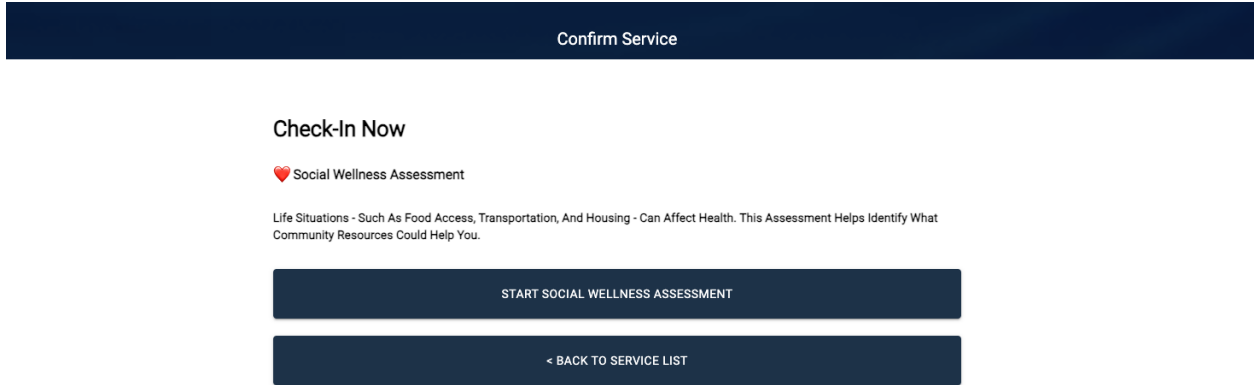 Confirm Service
Check-In Now
❤️ Social Wellness Assessment
Life Situations - Such As Food Access, Transportation, And Housing - Can Affect Health. This Assessment Helps Identify What
Community Resources Could Help You.
START SOCIAL WELLNESS ASSESSMENT
< BACK TO SERVICE LIST